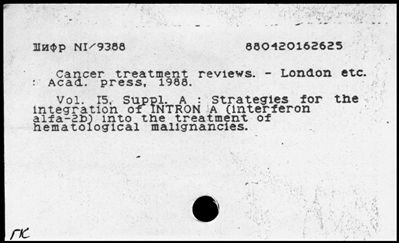 Шифр NI/9388 880420162625
Cancer treatment reviews. - London etc.
: Acad. press, 1988.
Vol. I5, Suppl. A : Strategies for the
integration of INTRON A (interferon
alfa-2b) into the treatment of
hematological malignancies.
ГК